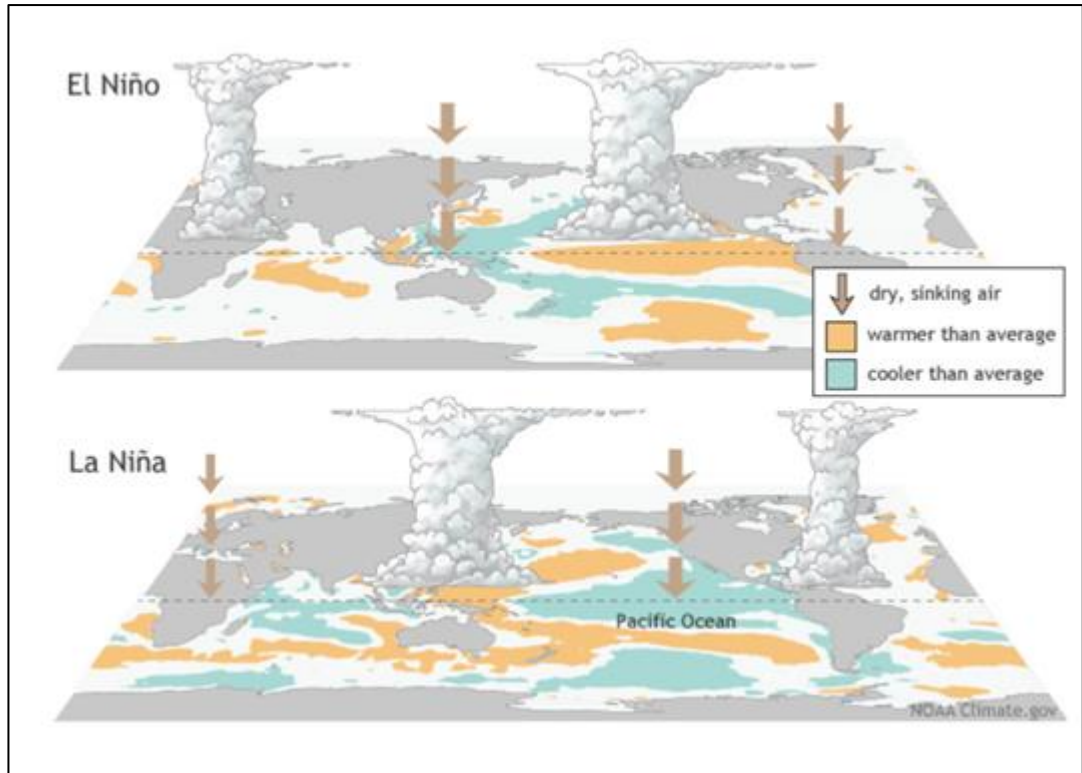 El Niño
dry, sinking air
warmer than average
cooler than average
La Niña
Pacific Ocean
NOAA Climate.gov